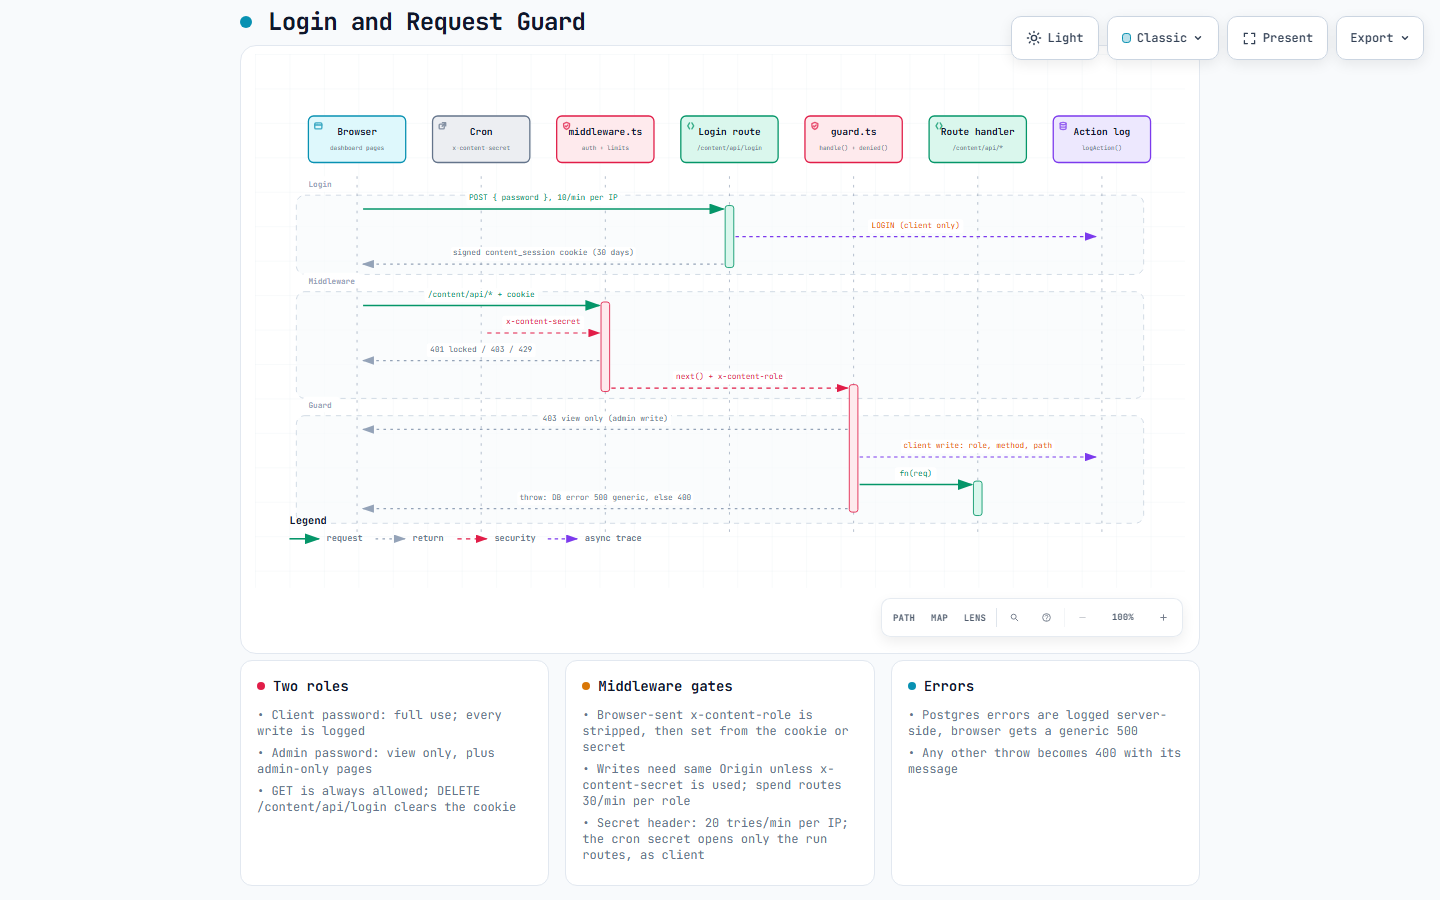 Login and Request Guard
Light
Classic
Present
Export
Browser
dashboard pages
Cron
x-content-secret
middleware.ts
auth + limits
Login route
/content/api/login
guard.ts
handle() + denied()
Route handler
/content/api/*
Action log
logAction()
Login
POST { password }, 10/min per IP
LOGIN (client only)
signed content_session cookie (30 days)
Middleware
/content/api/* + cookie
x-content-secret
401 locked / 403 / 429
next() + x-content-role
Guard
403 view only (admin write)
client write: role, method, path
fn(req)
throw: DB error 500 generic, else 400
Legend
request
return
security
async trace
PATH
MAP
LENS
100%
Two roles
• Client password: full use; every
write is logged
• Admin password: view only, plus
admin-only pages
• GET is always allowed; DELETE
/content/api/login clears the cookie
Middleware gates
• Browser-sent x-content-role is
stripped, then set from the cookie or
secret
• Writes need same Origin unless x-
content-secret is used; spend routes
30/min per role
• Secret header: 20 tries/min per IP;
the cron secret opens only the run
routes, as client
Errors
• Postgres errors are logged server-
side, browser gets a generic 500
• Any other throw becomes 400 with its
message